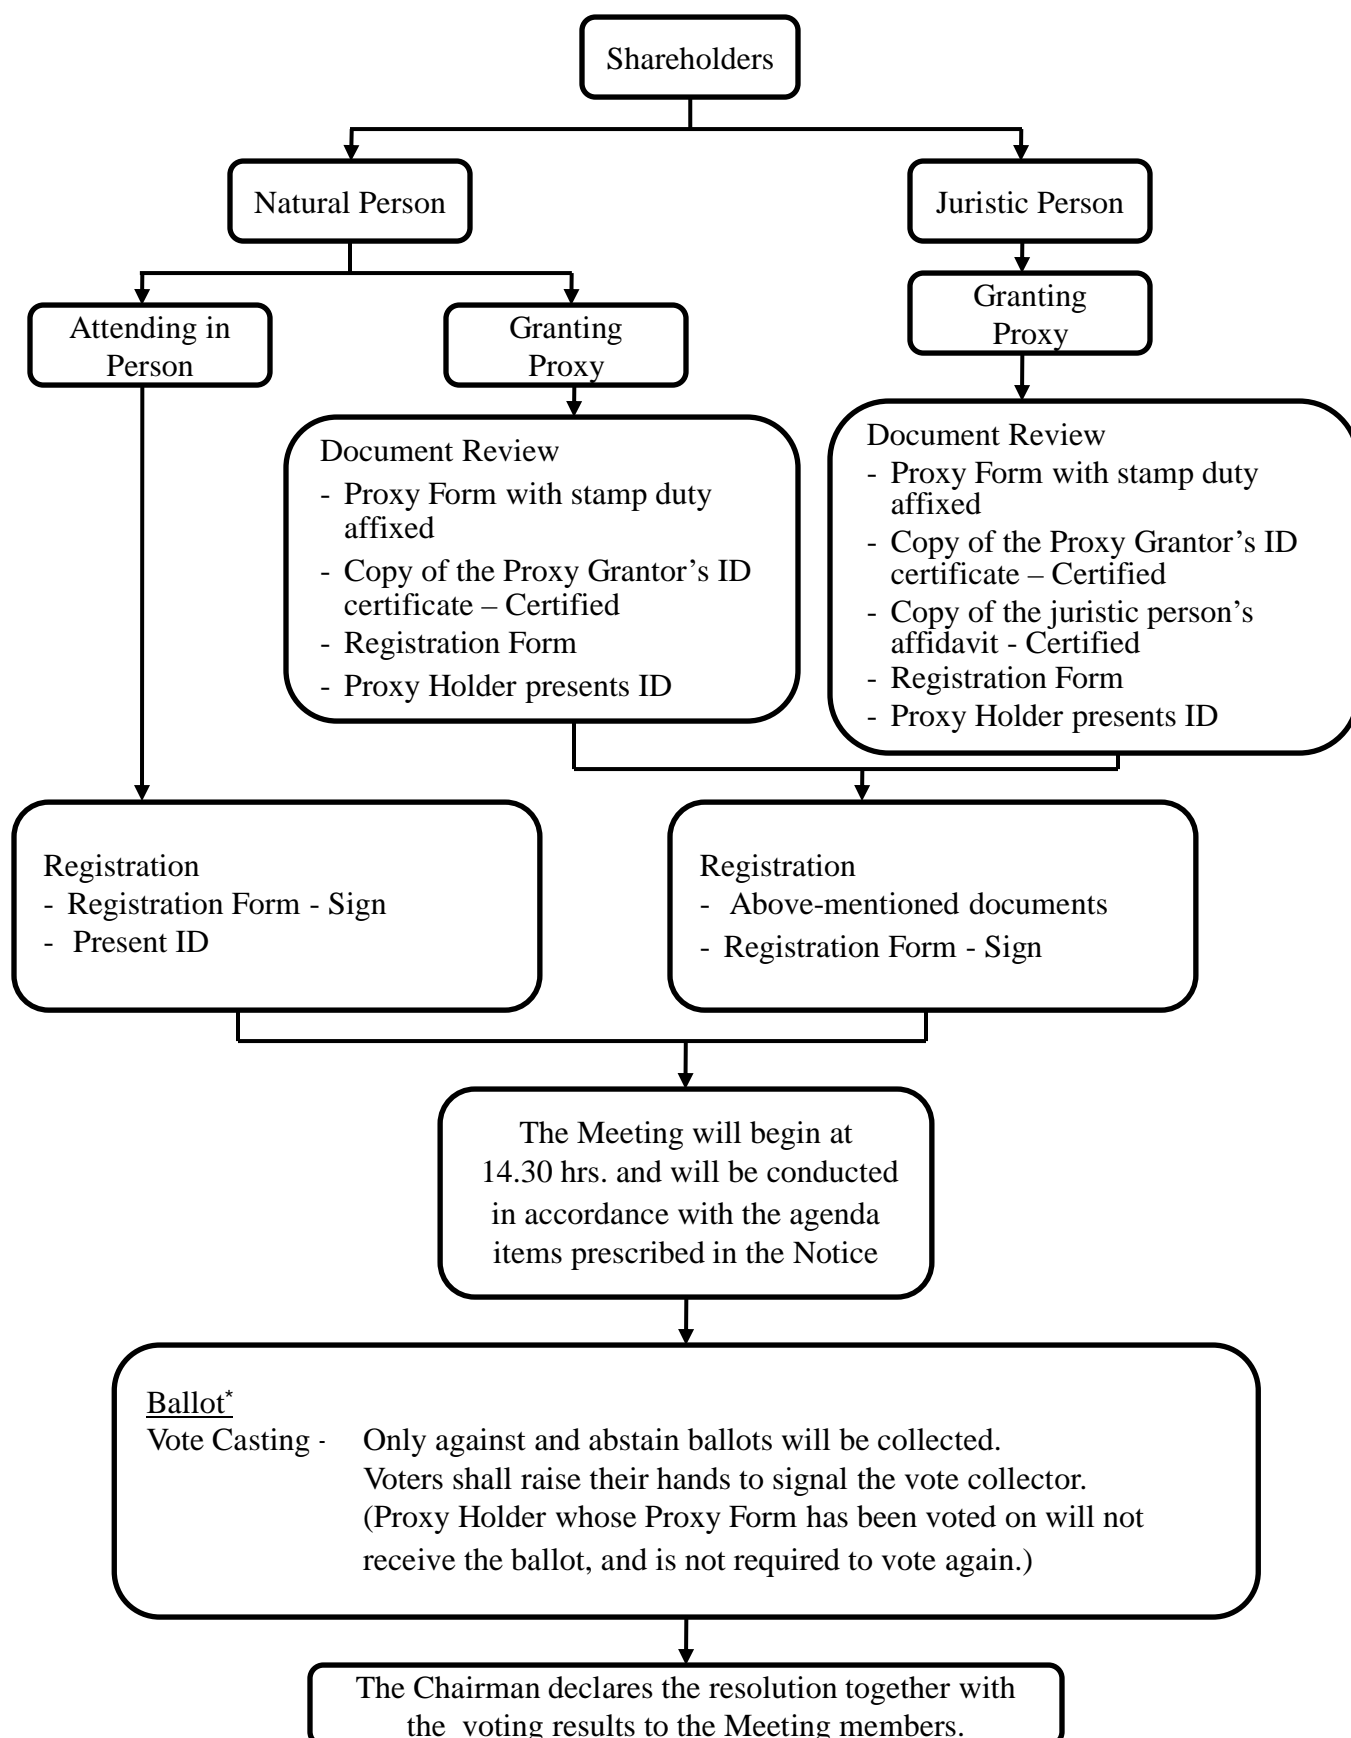 Shareholders
Natural Person
Juristic Person
Attending in
Person
Granting
Proxy
Granting
Proxy
Document Review
- Proxy Form with stamp duty
affixed
- Copy of the Proxy Grantor’s ID
certificate – Certified
- Registration Form
- Proxy Holder presents ID
Document Review
- Proxy Form with stamp duty
affixed
- Copy of the Proxy Grantor’s ID
certificate – Certified
- Copy of the juristic person’s
affidavit - Certified
- Registration Form
- Proxy Holder presents ID
Registration
- Registration Form - Sign
- Present ID
Registration
- Above-mentioned documents
- Registration Form - Sign
The Meeting will begin at
14.30 hrs. and will be conducted
in accordance with the agenda
items prescribed in the Notice
Ballot*
Vote Casting - Only against and abstain ballots will be collected.
Voters shall raise their hands to signal the vote collector.
(Proxy Holder whose Proxy Form has been voted on will not
receive the ballot, and is not required to vote again.)
The Chairman declares the resolution together with
the voting results to the Meeting members.